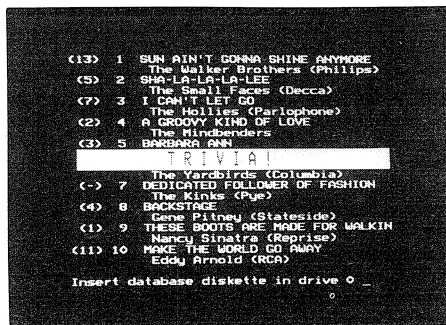 (13) 1 SUN AIN'T GONNA SHINE ANYMORE
The Walker Brothers (Philips)
(5) 2 SHA-LA-LA-LA-LEE
The Small Faces (Decca)
(7) 3 I CAN'T LET GO
The Hollies (Parlophone)
(2) 4 A GROOVY KIND OF LOVE
The Mindbenders
(3) 5 BARBARA ANN
TRIVIA!
The Yardbirds (Columbia)
(-) 7 DEDICATED FOLLOWER OF FASHION
The Kinks (Pye)
(4) 8 BACKSTAGE
Gene Pitney (Stateside)
(1) 9 THESE BOOTS ARE MADE FOR WALKIN
Nancy Sinatra (Reprise)
(11) 10 MAKE THE WORLD GO AWAY
Eddy Arnold (RCA)
Insert database diskette in drive 0 _